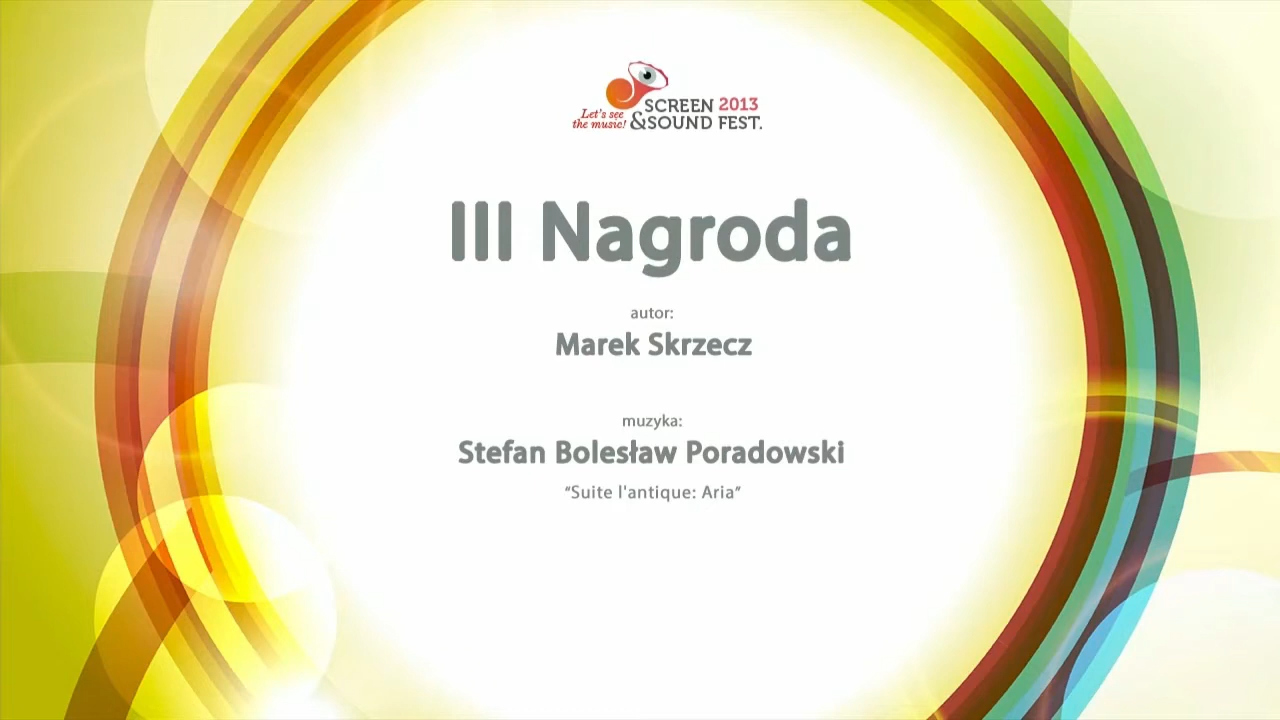 Let's see
the music!
SCREEN 2013
&SOUND FEST.
III Nagroda
autor:
Marek Skrzecz
muzyka:
Stefan Bolesław Poradowski
“Suite l'antique: Aria”